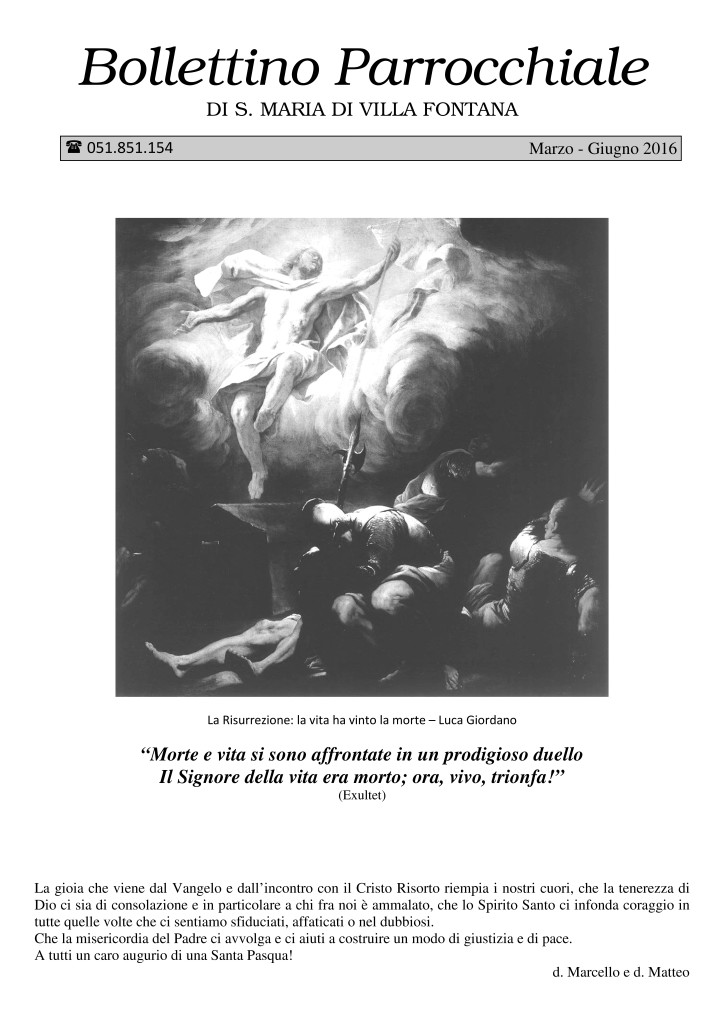 Bollettino Parrocchiale
DI S. MARIA DI VILLA FONTANA
☎ 051.851.154 Marzo - Giugno 2016
La Risurrezione: la vita ha vinto la morte – Luca Giordano
“Morte e vita si sono affrontate in un prodigioso duello
Il Signore della vita era morto; ora, vivo, trionfa!”
(Exultet)
La gioia che viene dal Vangelo e dall’incontro con il Cristo Risorto riempia i nostri cuori, che la tenerezza di
Dio ci sia di consolazione e in particolare a chi fra noi è ammalato, che lo Spirito Santo ci infonda coraggio in
tutte quelle volte che ci sentiamo sfiduciati, affaticati o nel dubbiosi.
Che la misericordia del Padre ci avvolga e ci aiuti a costruire un modo di giustizia e di pace.
A tutti un caro augurio di una Santa Pasqua!
d. Marcello e d. Matteo